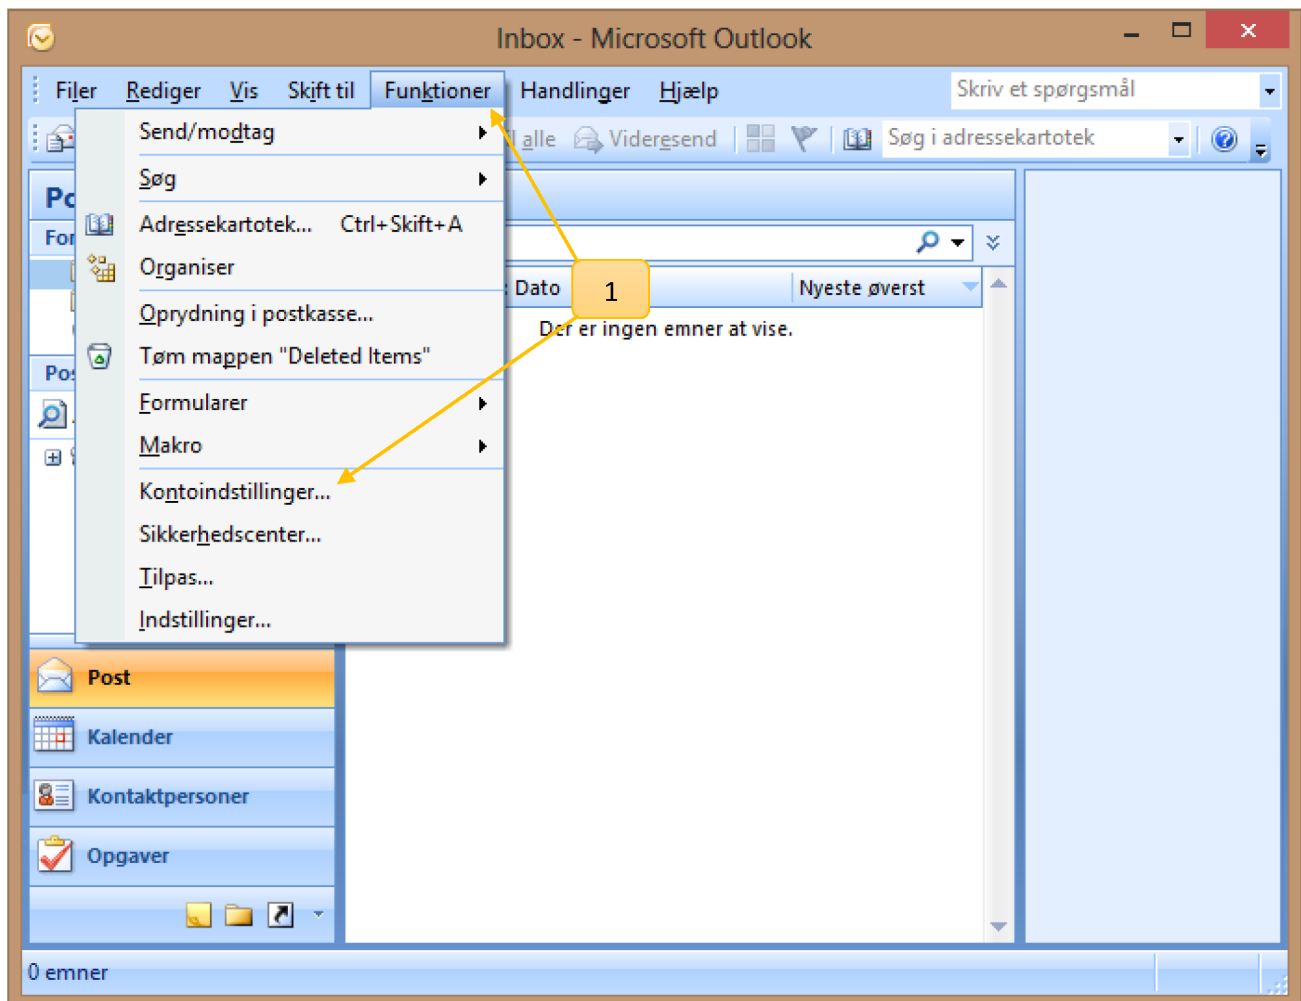 Inbox - Microsoft Outlook
Filer Rediger Vis Skift til Funktioner Handlinger Hjælp Skriv et spørgsmål
alle Videresend Søg i adressekartotek
Send/modtag
Søg
Adressekartotek... Ctrl+Skift+A
Organiser
Dato 1 Nyeste øverst
Oprydning i postkasse...
Der er ingen emner at vise.
Tøm mappen "Deleted Items"
Formularer
Makro
Kontoindstillinger...
Sikkerhedscenter...
Tilpas...
Indstillinger...
Post
Kalender
Kontaktpersoner
Opgaver
0 emner